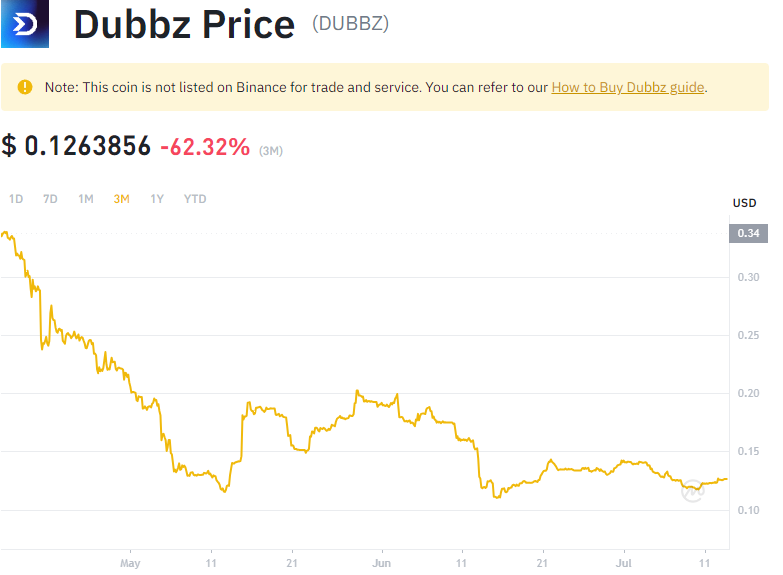 Dubbz Price (DUBBZ)
Note: This coin is not listed on Binance for trade and service. You can refer to our How to Buy Dubbz guide.
$ 0.1263856 -62.32% (3M)
1D 7D 1M 3M 1Y YTD
USD
0.34
0.30
0.25
0.20
0.15
0.10
May 11 21 Jun 11 21 Jul 11